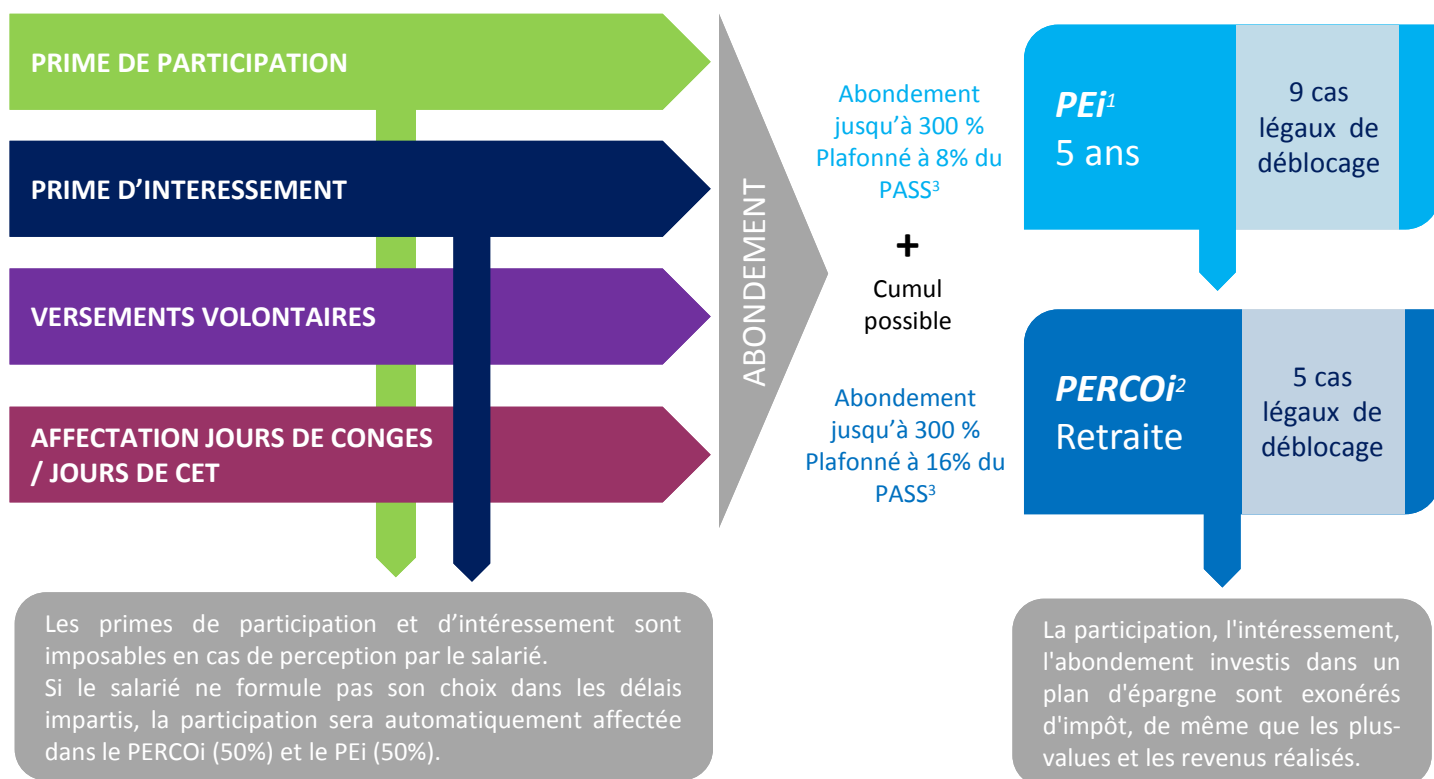 PRIME DE PARTICIPATION
PRIME D’INTERESSEMENT
VERSEMENTS VOLONTAIRES
AFFECTATION JOURS DE CONGES
/ JOURS DE CET
ABONDEMENT
Abondement
jusqu’à 300 %
Plafonné à 8% du
PASS³
+
Cumul
possible
Abondement
jusqu’à 300 %
Plafonné à 16% du
PASS³
PEi¹
5 ans
9 cas
légaux de
déblocage
PERCOi²
Retraite
5 cas
légaux de
déblocage
Les primes de participation et d’intéressement sont
imposables en cas de perception par le salarié.
Si le salarié ne formule pas son choix dans les délais
impartis, la participation sera automatiquement affectée
dans le PERCOi (50%) et le PEi (50%).
La participation, l'intéressement,
l'abondement investis dans un
plan d'épargne sont exonérés
d'impôt, de même que les plus-
values et les revenus réalisés.